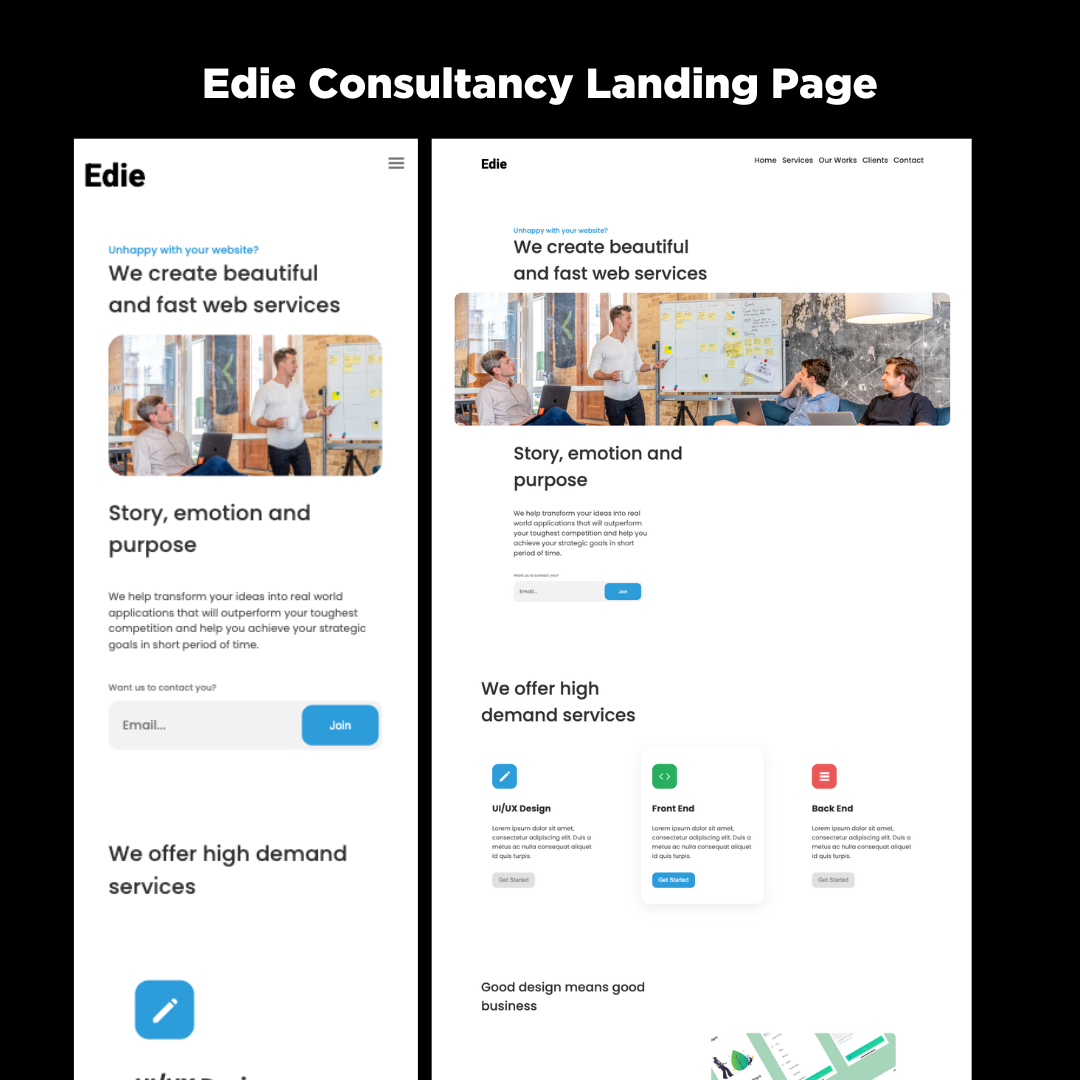 Edie Consultancy Landing Page
Edie
Unhappy with your website?
We create beautiful
and fast web services
Story, emotion and
purpose
We help transform your ideas into real world
applications that will outperform your toughest
competition and help you achieve your strategic
goals in short period of time.
Want us to contact you?
Email...
Join
We offer high demand
services
Edie
Home Services Our Works Clients Contact
Unhappy with your website?
We create beautiful
and fast web services
Story, emotion and
purpose
We help transform your ideas into real
world applications that will outperform
your toughest competition and help you
achieve your strategic goals in short
period of time.
Want us to contact you?
Email...
Join
We offer high
demand services
UI/UX Design
Lorem ipsum dolor sit amet,
consectetur adipiscing elit. Duis a
metus ac nulla consequat aliquet
id quis turpis.
Get Started
Front End
Lorem ipsum dolor sit amet,
consectetur adipiscing elit. Duis a
metus ac nulla consequat aliquet
id quis turpis.
Get Started
Back End
Lorem ipsum dolor sit amet,
consectetur adipiscing elit. Duis a
metus ac nulla consequat aliquet
id quis turpis.
Get Started
Good design means good
business